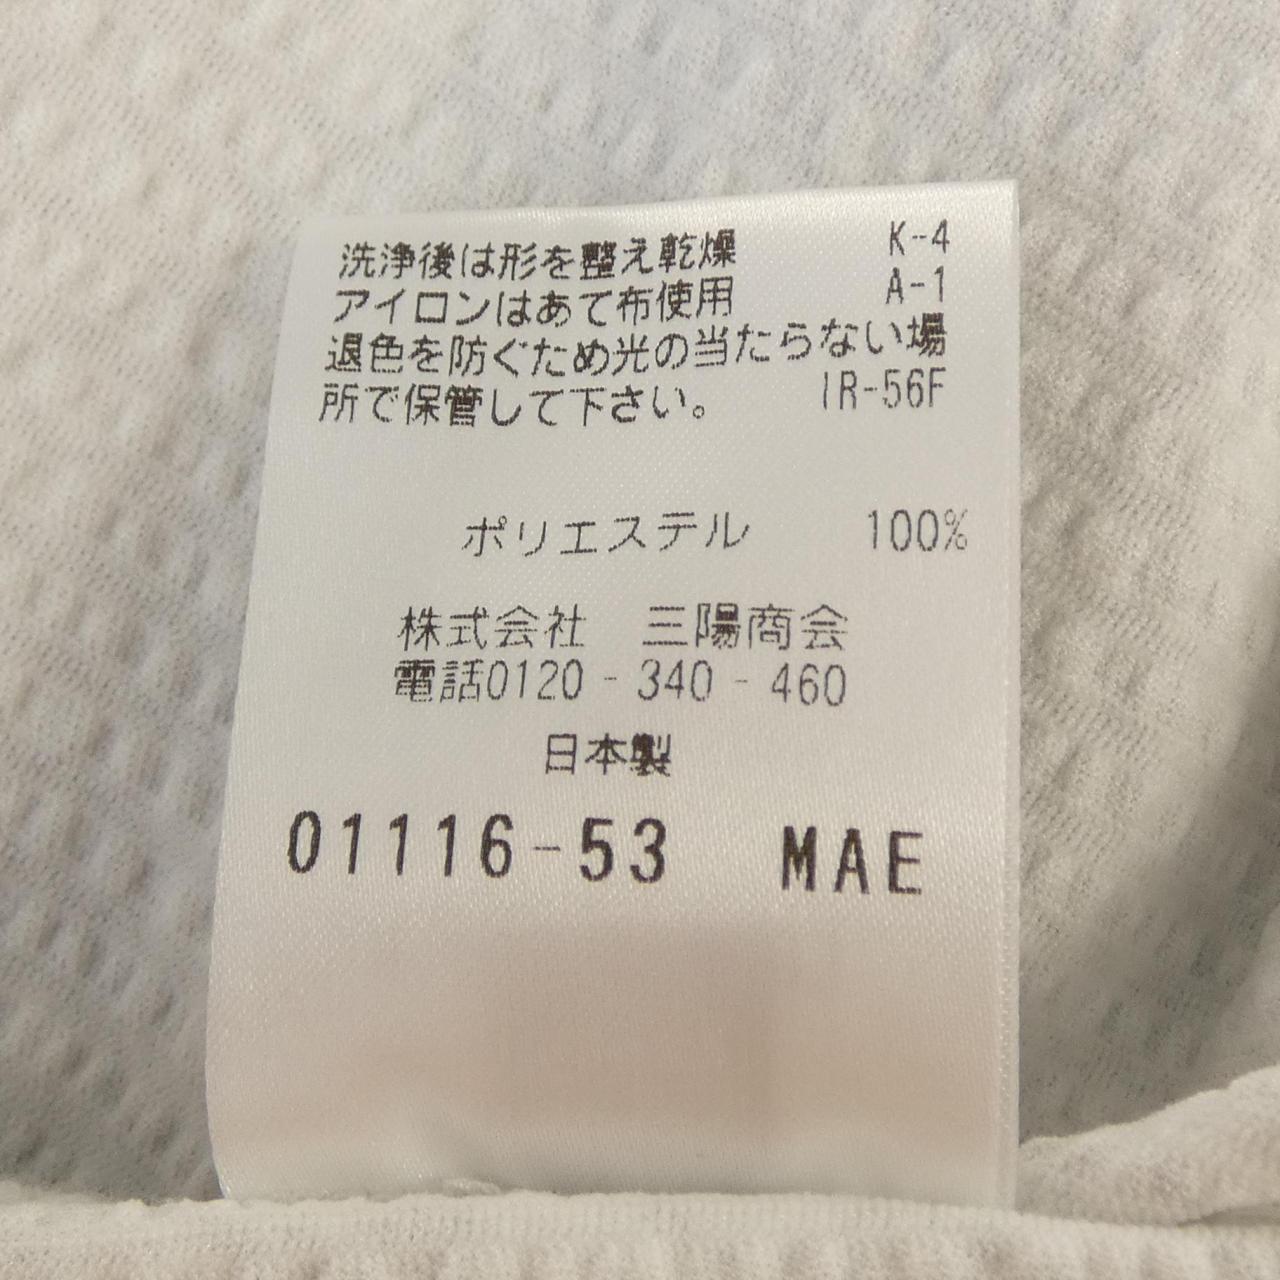 洗浄後は形を整え乾燥 K-4
アイロンはあて布使用 A-1
退色を防ぐため光の当たらない場
所で保管して下さい。 IR-56F
ポリエステル 100%
株式会社 三陽商会
電話0120-340-460
日本製
01116-53 MAE